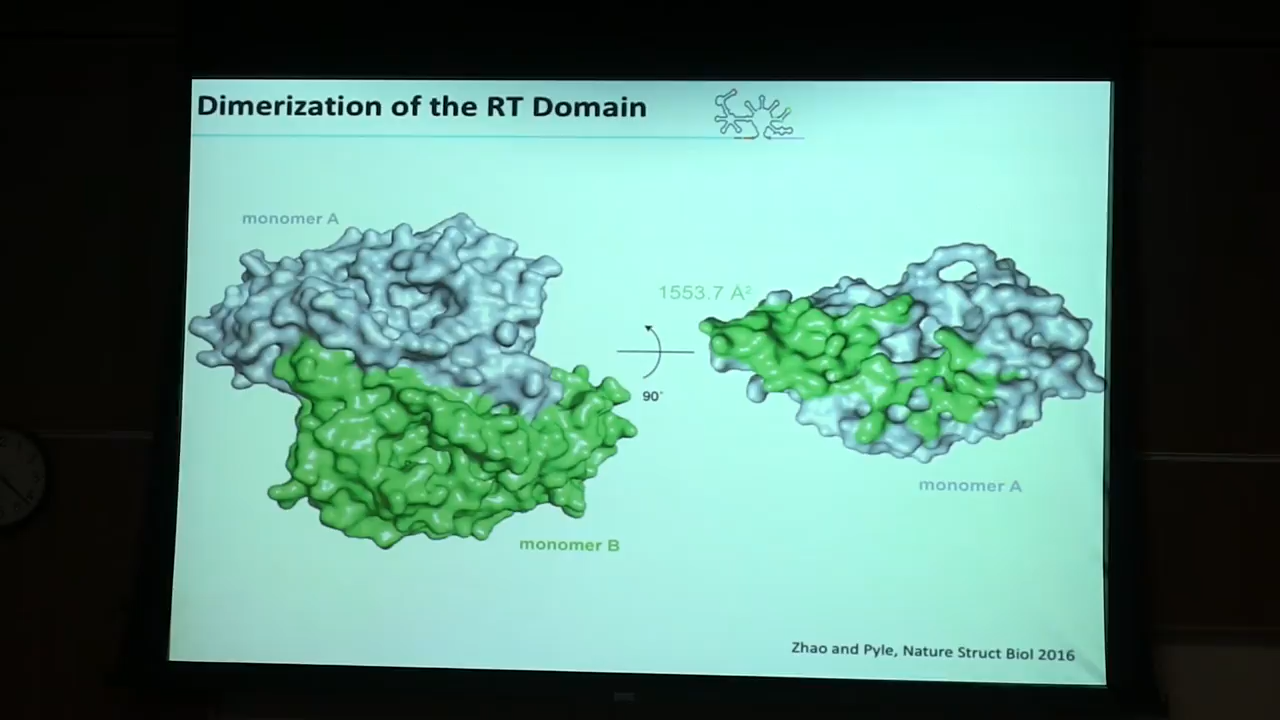 Dimerization of the RT Domain
monomer A
1553.7 Å²
90°
monomer A
monomer B
Zhao and Pyle, Nature Struct Biol 2016